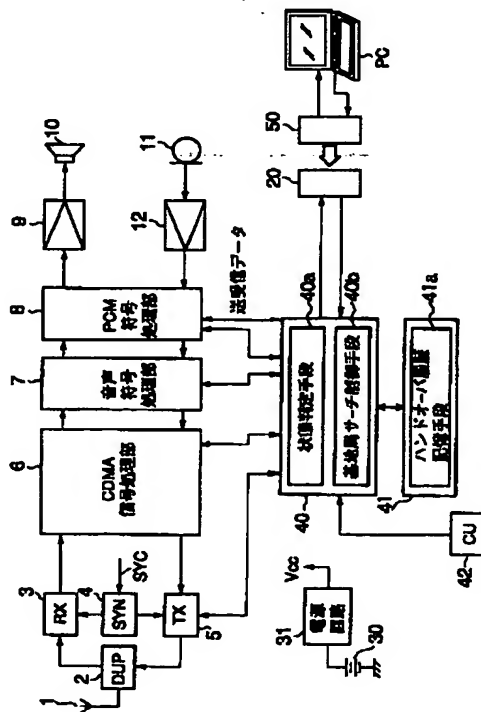 1
2
DUP
3
RX
4
SYN
SYC
5
TX
6
CDMA
信号処理部
7
音声
符号
処理部
8
PCM
符号
処理部
9
10
11
12
送受信データ
40
状態判定手段
40a
基地局サーチ制御手段
40b
41
ハンドオーバ履歴
記憶手段
41a
42
CU
20
50
PC
30
31
電源
回路
Vcc